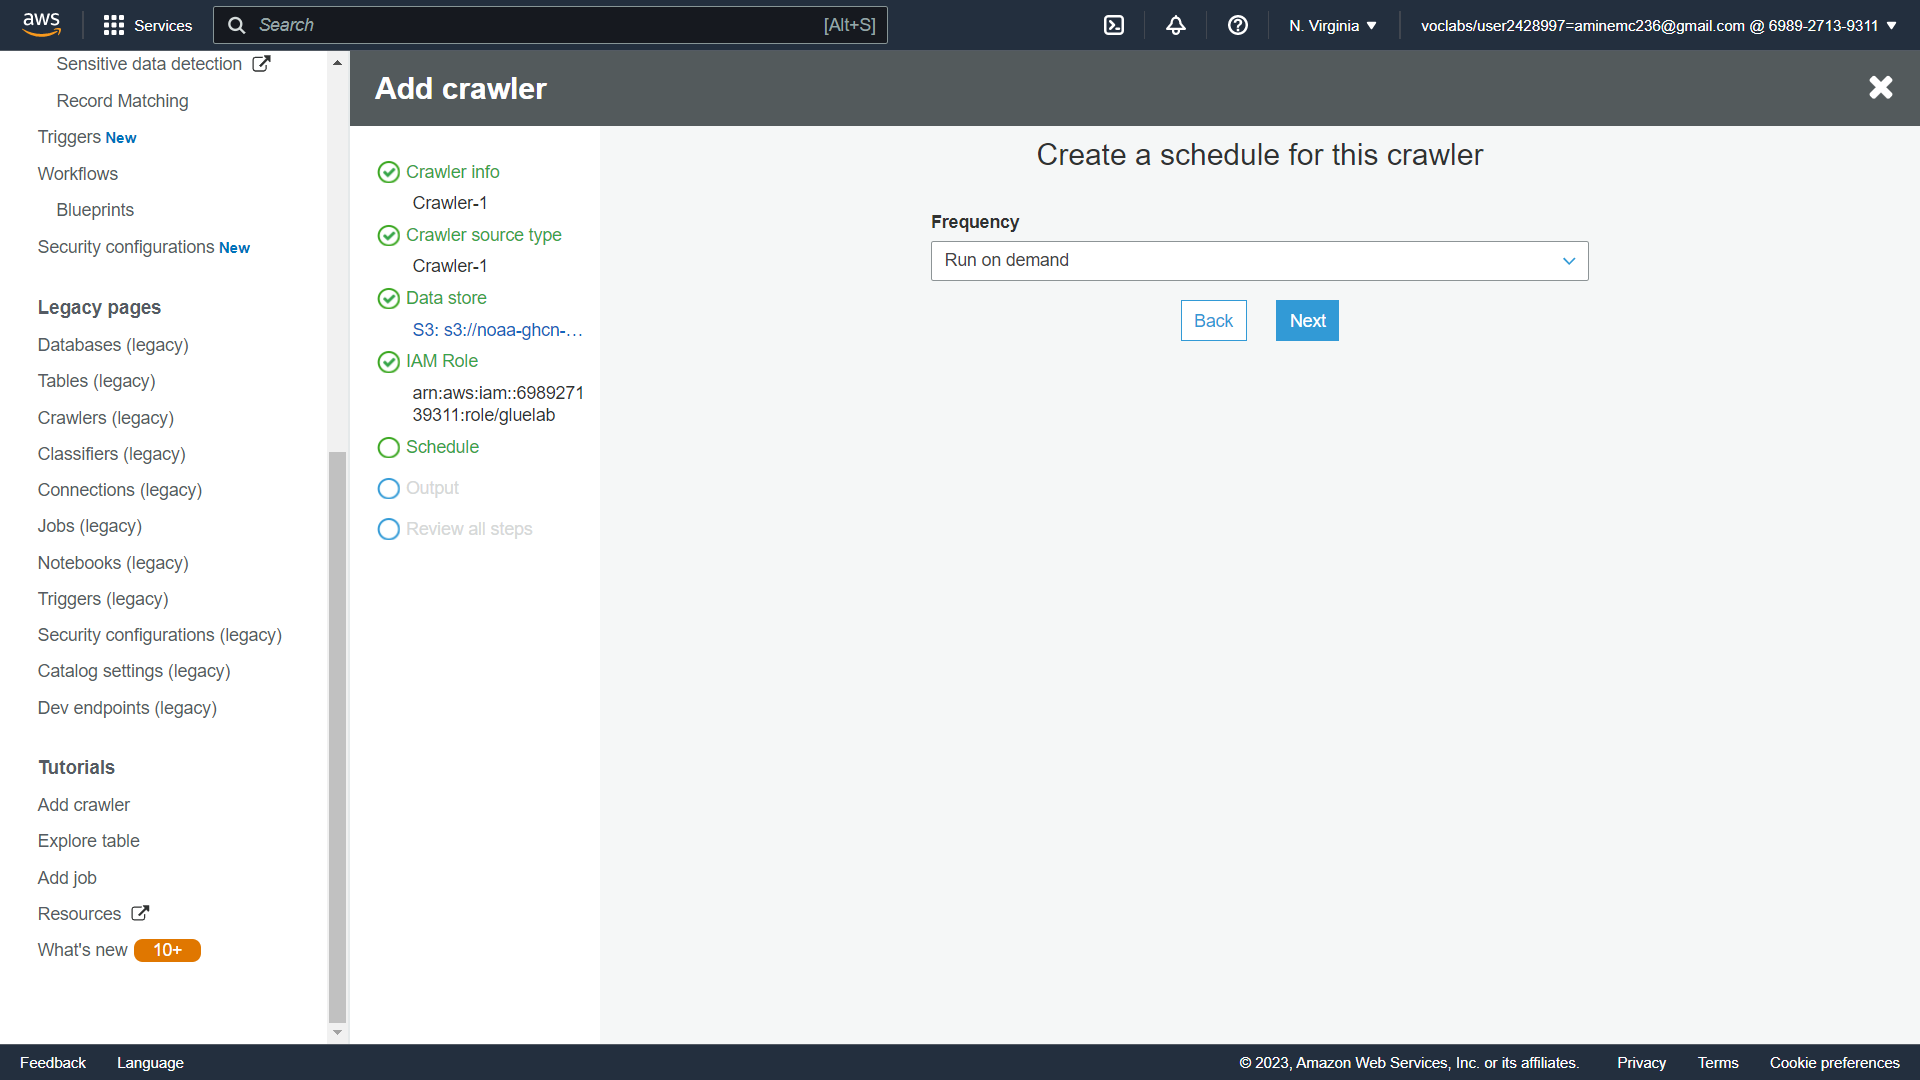 aws
Services
Search
[Alt+S]
N. Virginia
voclabs/user2428997=aminemc236@gmail.com @ 6989-2713-9311
Sensitive data detection
Record Matching
Triggers New
Workflows
Blueprints
Security configurations New
Legacy pages
Databases (legacy)
Tables (legacy)
Crawlers (legacy)
Classifiers (legacy)
Connections (legacy)
Jobs (legacy)
Notebooks (legacy)
Triggers (legacy)
Security configurations (legacy)
Catalog settings (legacy)
Dev endpoints (legacy)
Tutorials
Add crawler
Explore table
Add job
Resources
What's new 10+
Add crawler
Crawler info
Crawler-1
Crawler source type
Crawler-1
Data store
S3: s3://noaa-ghcn-...
IAM Role
arn:aws:iam::6989271
39311:role/gluelab
Schedule
Output
Review all steps
Create a schedule for this crawler
Frequency
Run on demand
Back
Next
Feedback
Language
© 2023, Amazon Web Services, Inc. or its affiliates.
Privacy
Terms
Cookie preferences